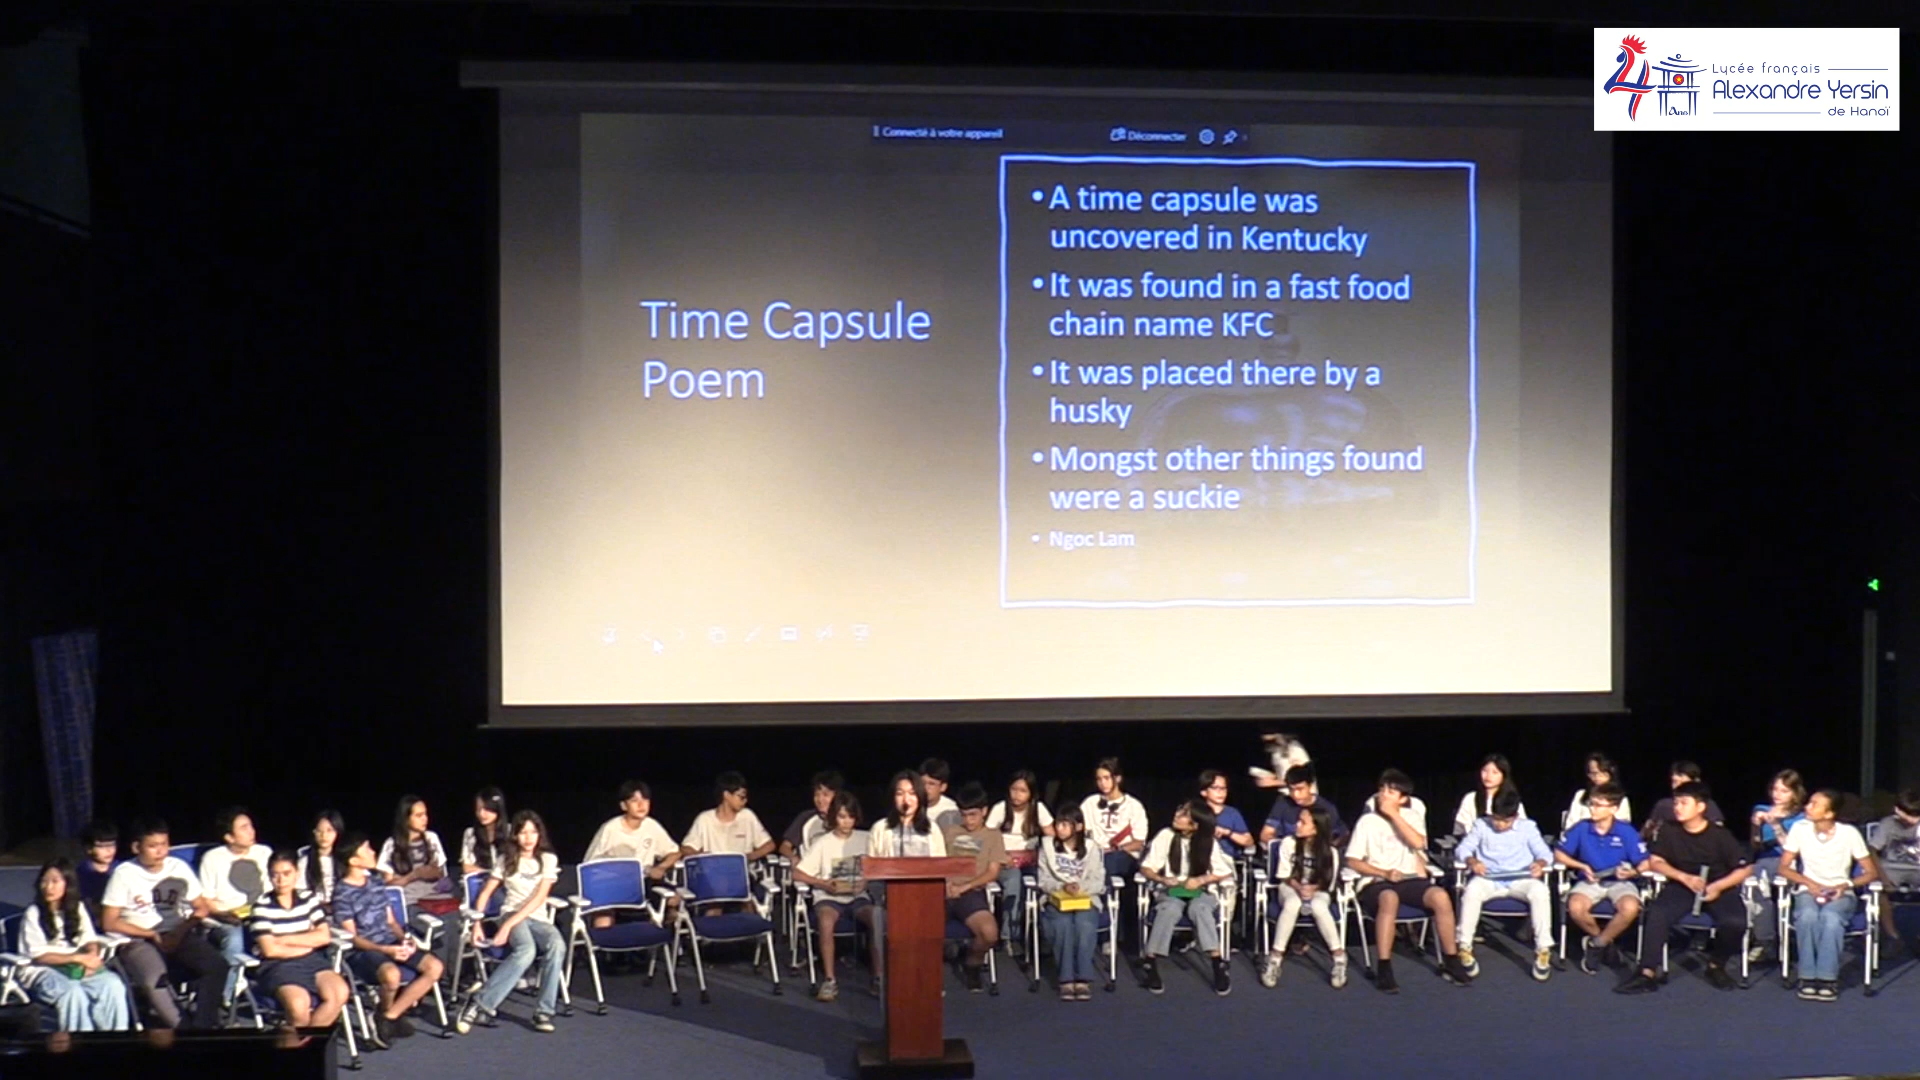 Lycée français
Alexandre Yersin
de Hanoï
Connecté à votre appareil
Déconnecter
Time Capsule
Poem
• A time capsule was
uncovered in Kentucky
• It was found in a fast food
chain name KFC
• It was placed there by a
husky
• Mongst other things found
were a suckie
• Ngoc Lam